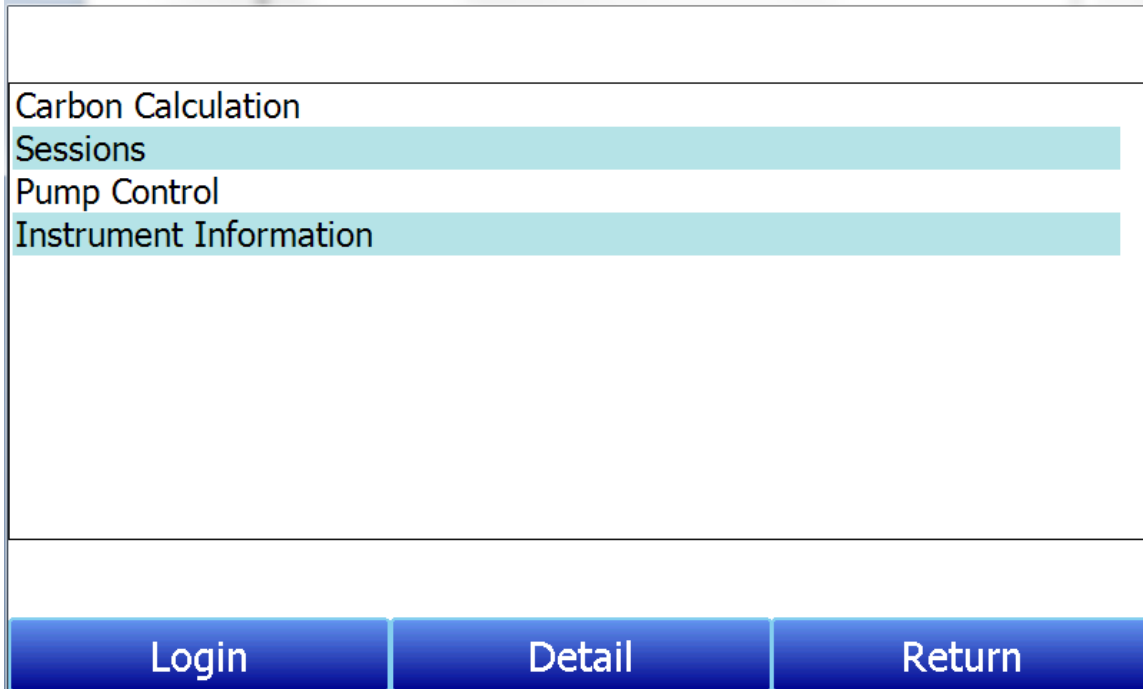 Carbon Calculation
Sessions
Pump Control
Instrument Information
Login Detail Return